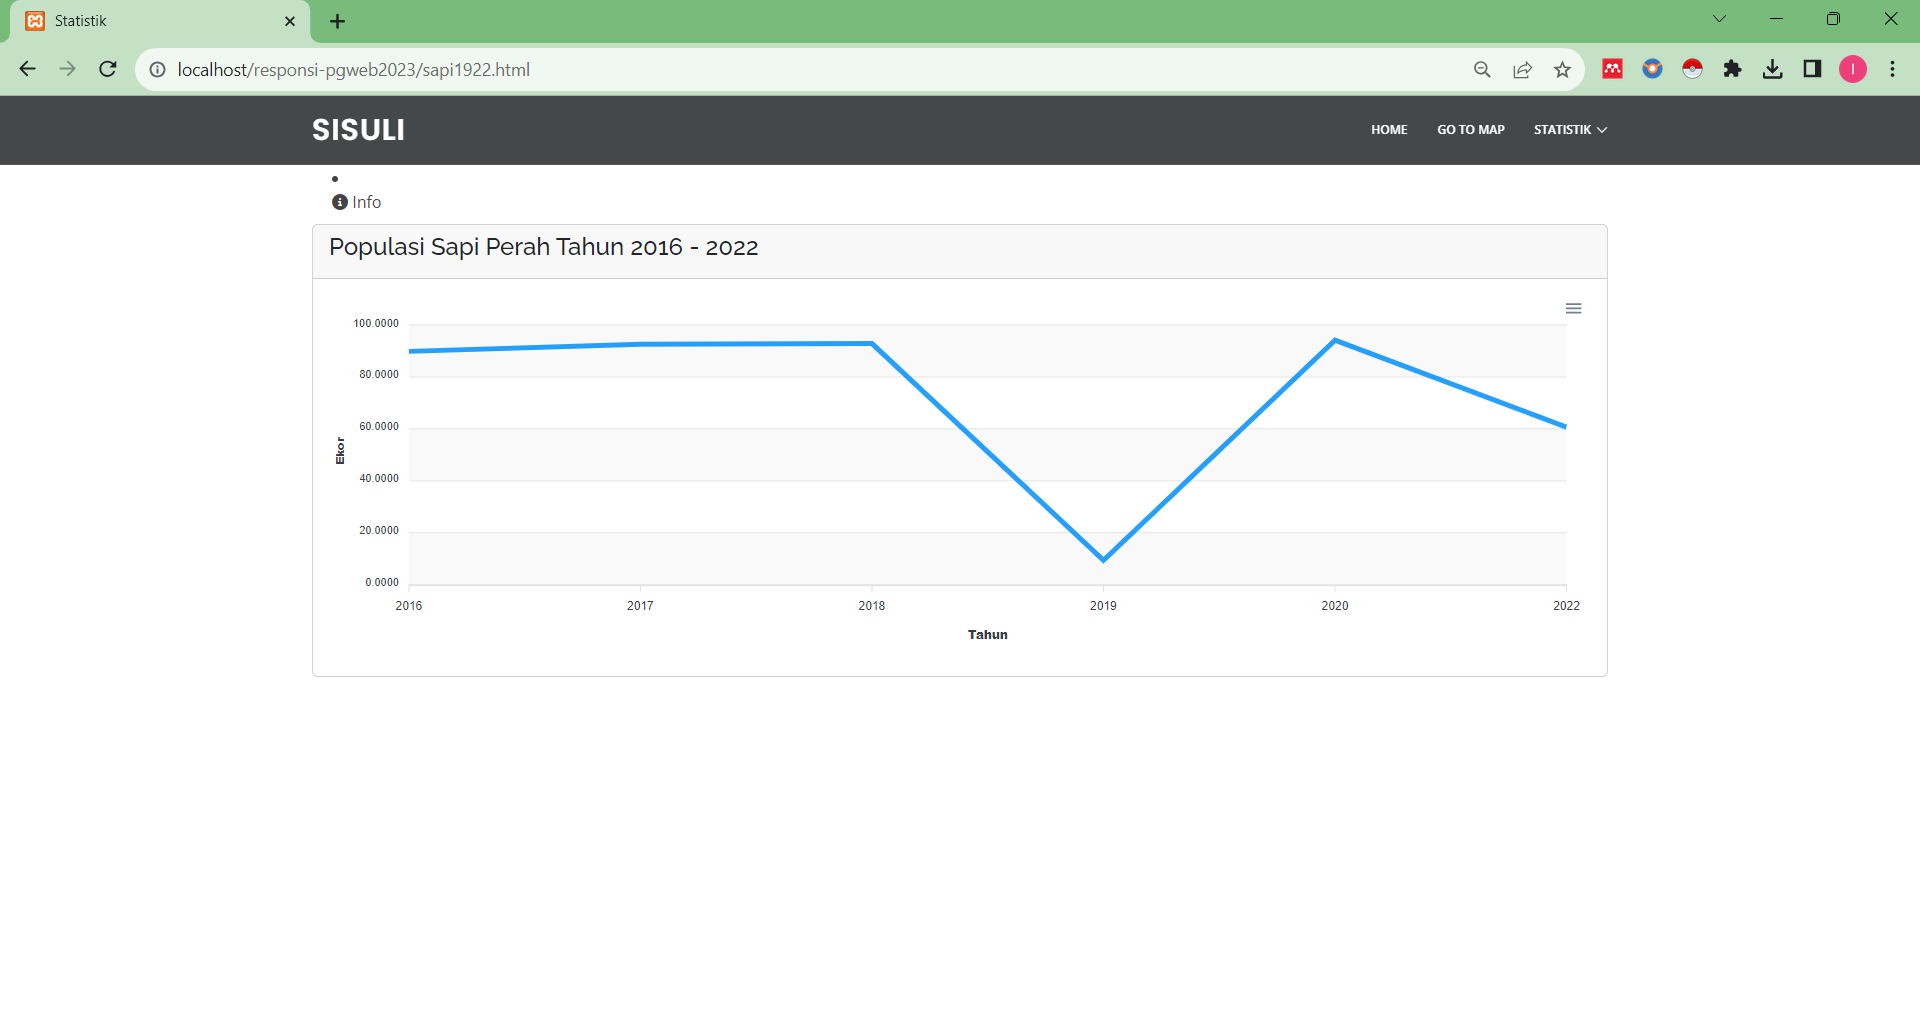 Statistik
localhost/responsi-pgweb2023/sapi1922.html
I
SISULI
HOME GO TO MAP STATISTIK
Info
Populasi Sapi Perah Tahun 2016 - 2022
100.0000
80.0000
60.0000
40.0000
20.0000
0.0000
Ekor
2016 2017 2018 2019 2020 2022
Tahun